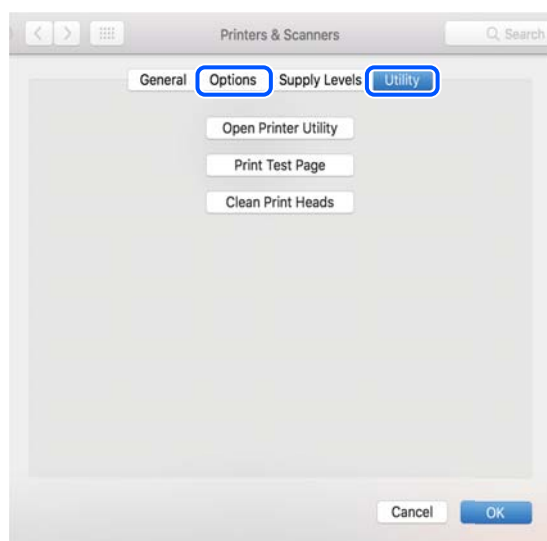 Printers & Scanners Search
General Options Supply Levels Utility
Open Printer Utility
Print Test Page
Clean Print Heads
Cancel OK